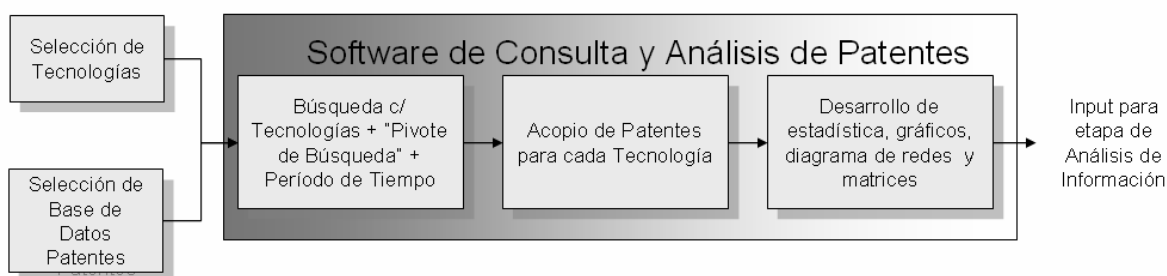 Selección de
Tecnologías
Selección de
Base de
Datos
Patentes
Patentes
Software de Consulta y Análisis de Patentes
Búsqueda c/
Tecnologías + "Pivote
de Búsqueda" +
Período de Tiempo
Acopio de Patentes
para cada Tecnología
Desarrollo de
estadística, gráficos,
diagrama de redes y
matrices
Input para
etapa de
Análisis de
Información